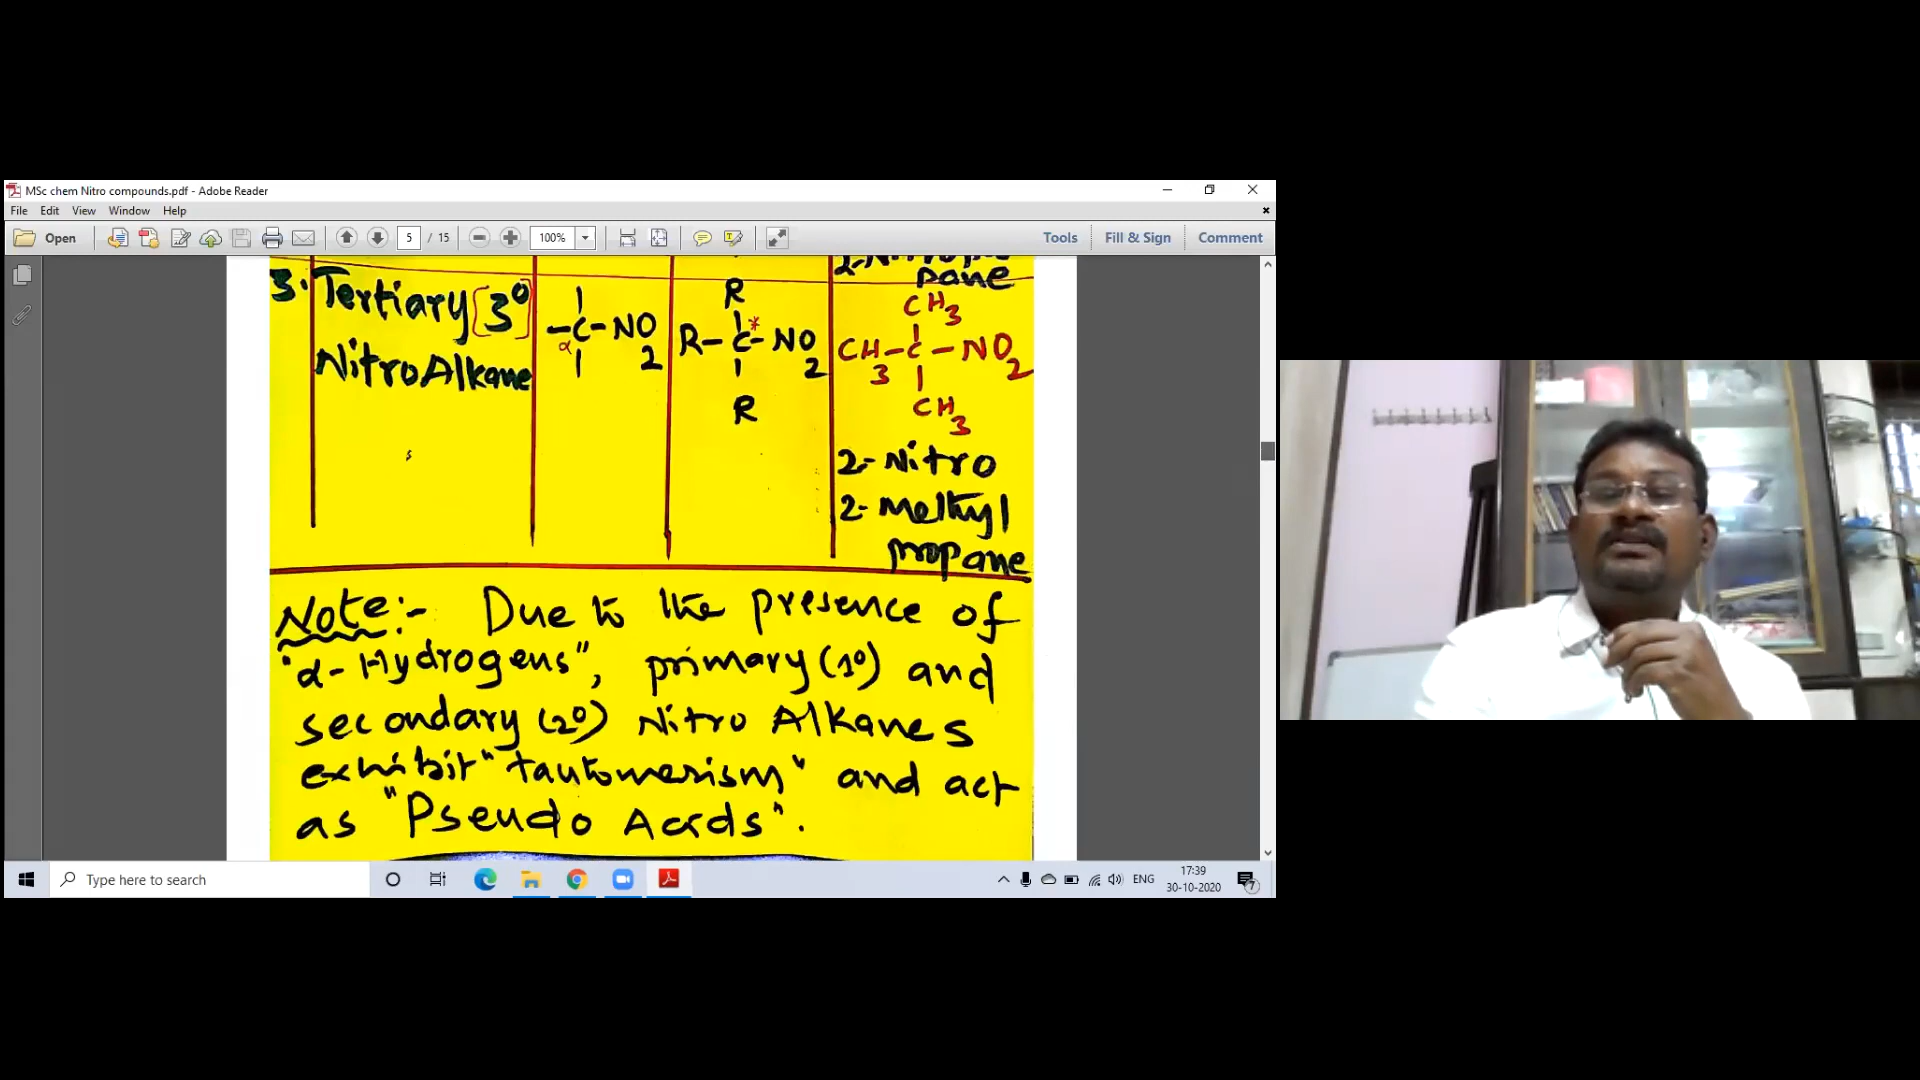 MSc chem Nitro compounds.pdf - Adobe Reader
File Edit View Window Help
Open 5 / 15 100% Tools Fill & Sign Comment
pane
3. Tertiary [3°]
Nitro Alkane
-C-NO2
α
R
R-C*-NO2
R
CH3
CH3-C-NO2
CH3
2-Nitro
2-Methyl
propane
Note:- Due to the presence of
"α-Hydrogens", primary (1°) and
secondary (2°) Nitro Alkanes
exhibit "tautomerism" and act
as "Pseudo Acids".
Type here to search
ENG
17:39
30-10-2020
7